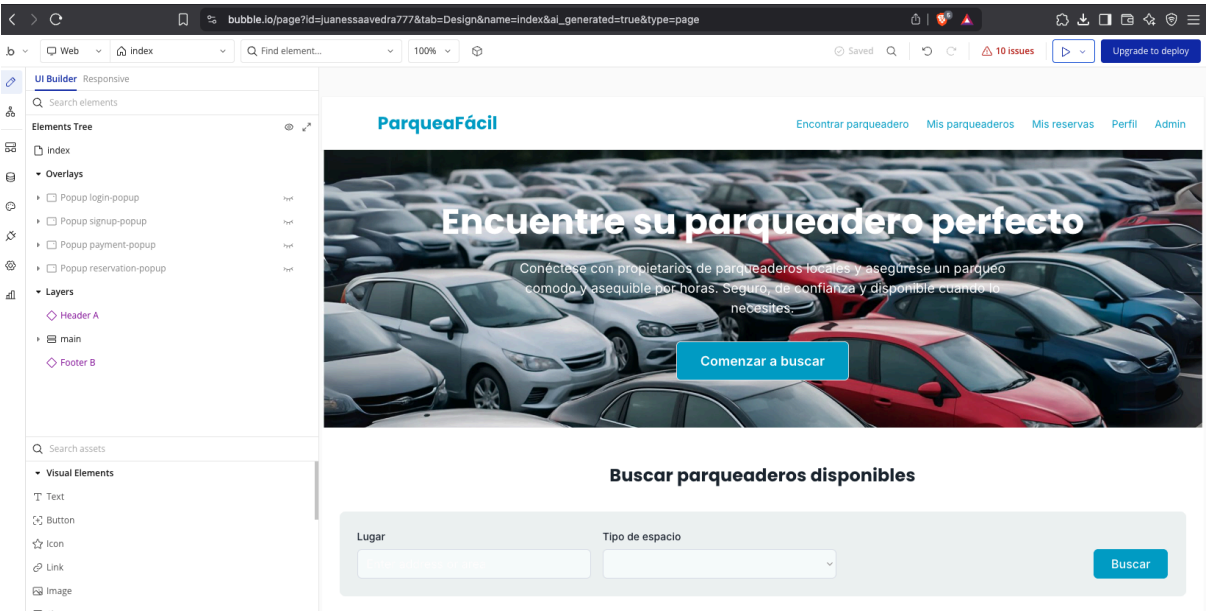 bubble.io/page?id=juanessaavedra777&tab=Design&name=index&ai_generated=true&type=page
Web
index
Find element...
100%
Saved
10 issues
Upgrade to deploy
UI Builder Responsive
Search elements
Elements Tree
index
Overlays
Popup login-popup
Popup signup-popup
Popup payment-popup
Popup reservation-popup
Layers
Header A
main
Footer B
Search assets
Visual Elements
Text
Button
Icon
Link
Image
ParqueaFácil
Encontrar parqueadero Mis parqueaderos Mis reservas Perfil Admin
Encuentre su parqueadero perfecto
Conéctese con propietarios de parqueaderos locales y asegúrese un parqueo
comodo y asequible por horas. Seguro, de confianza y disponible cuando lo
necesites.
Comenzar a buscar
Buscar parqueaderos disponibles
Lugar
Tipo de espacio
Buscar